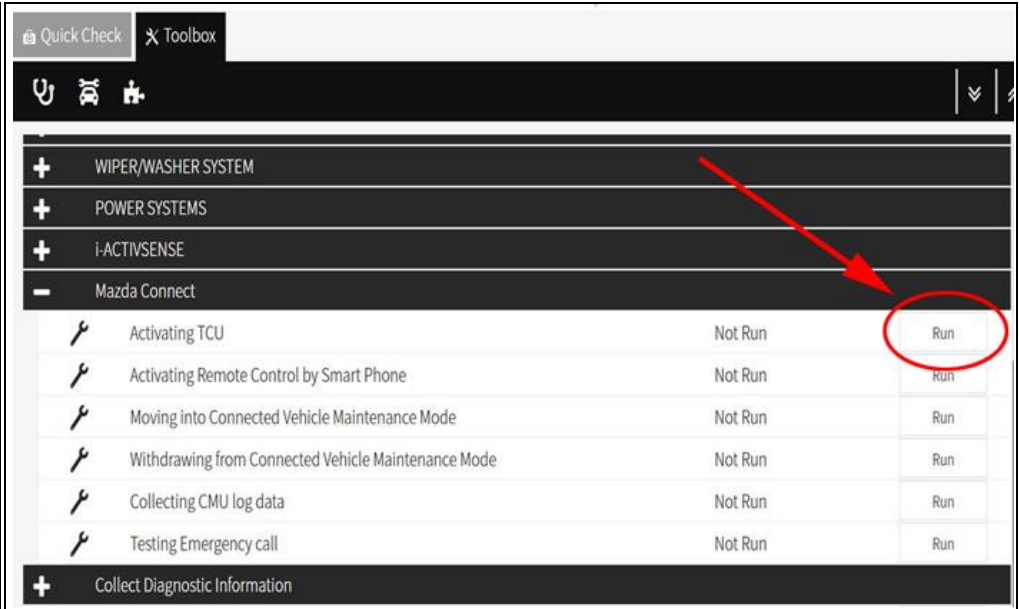 Quick Check Toolbox
WIPER/WASHER SYSTEM
POWER SYSTEMS
i-ACTIVSENSE
Mazda Connect
Activating TCU Not Run Run
Activating Remote Control by Smart Phone Not Run Run
Moving into Connected Vehicle Maintenance Mode Not Run Run
Withdrawing from Connected Vehicle Maintenance Mode Not Run Run
Collecting CMU log data Not Run Run
Testing Emergency call Not Run Run
Collect Diagnostic Information